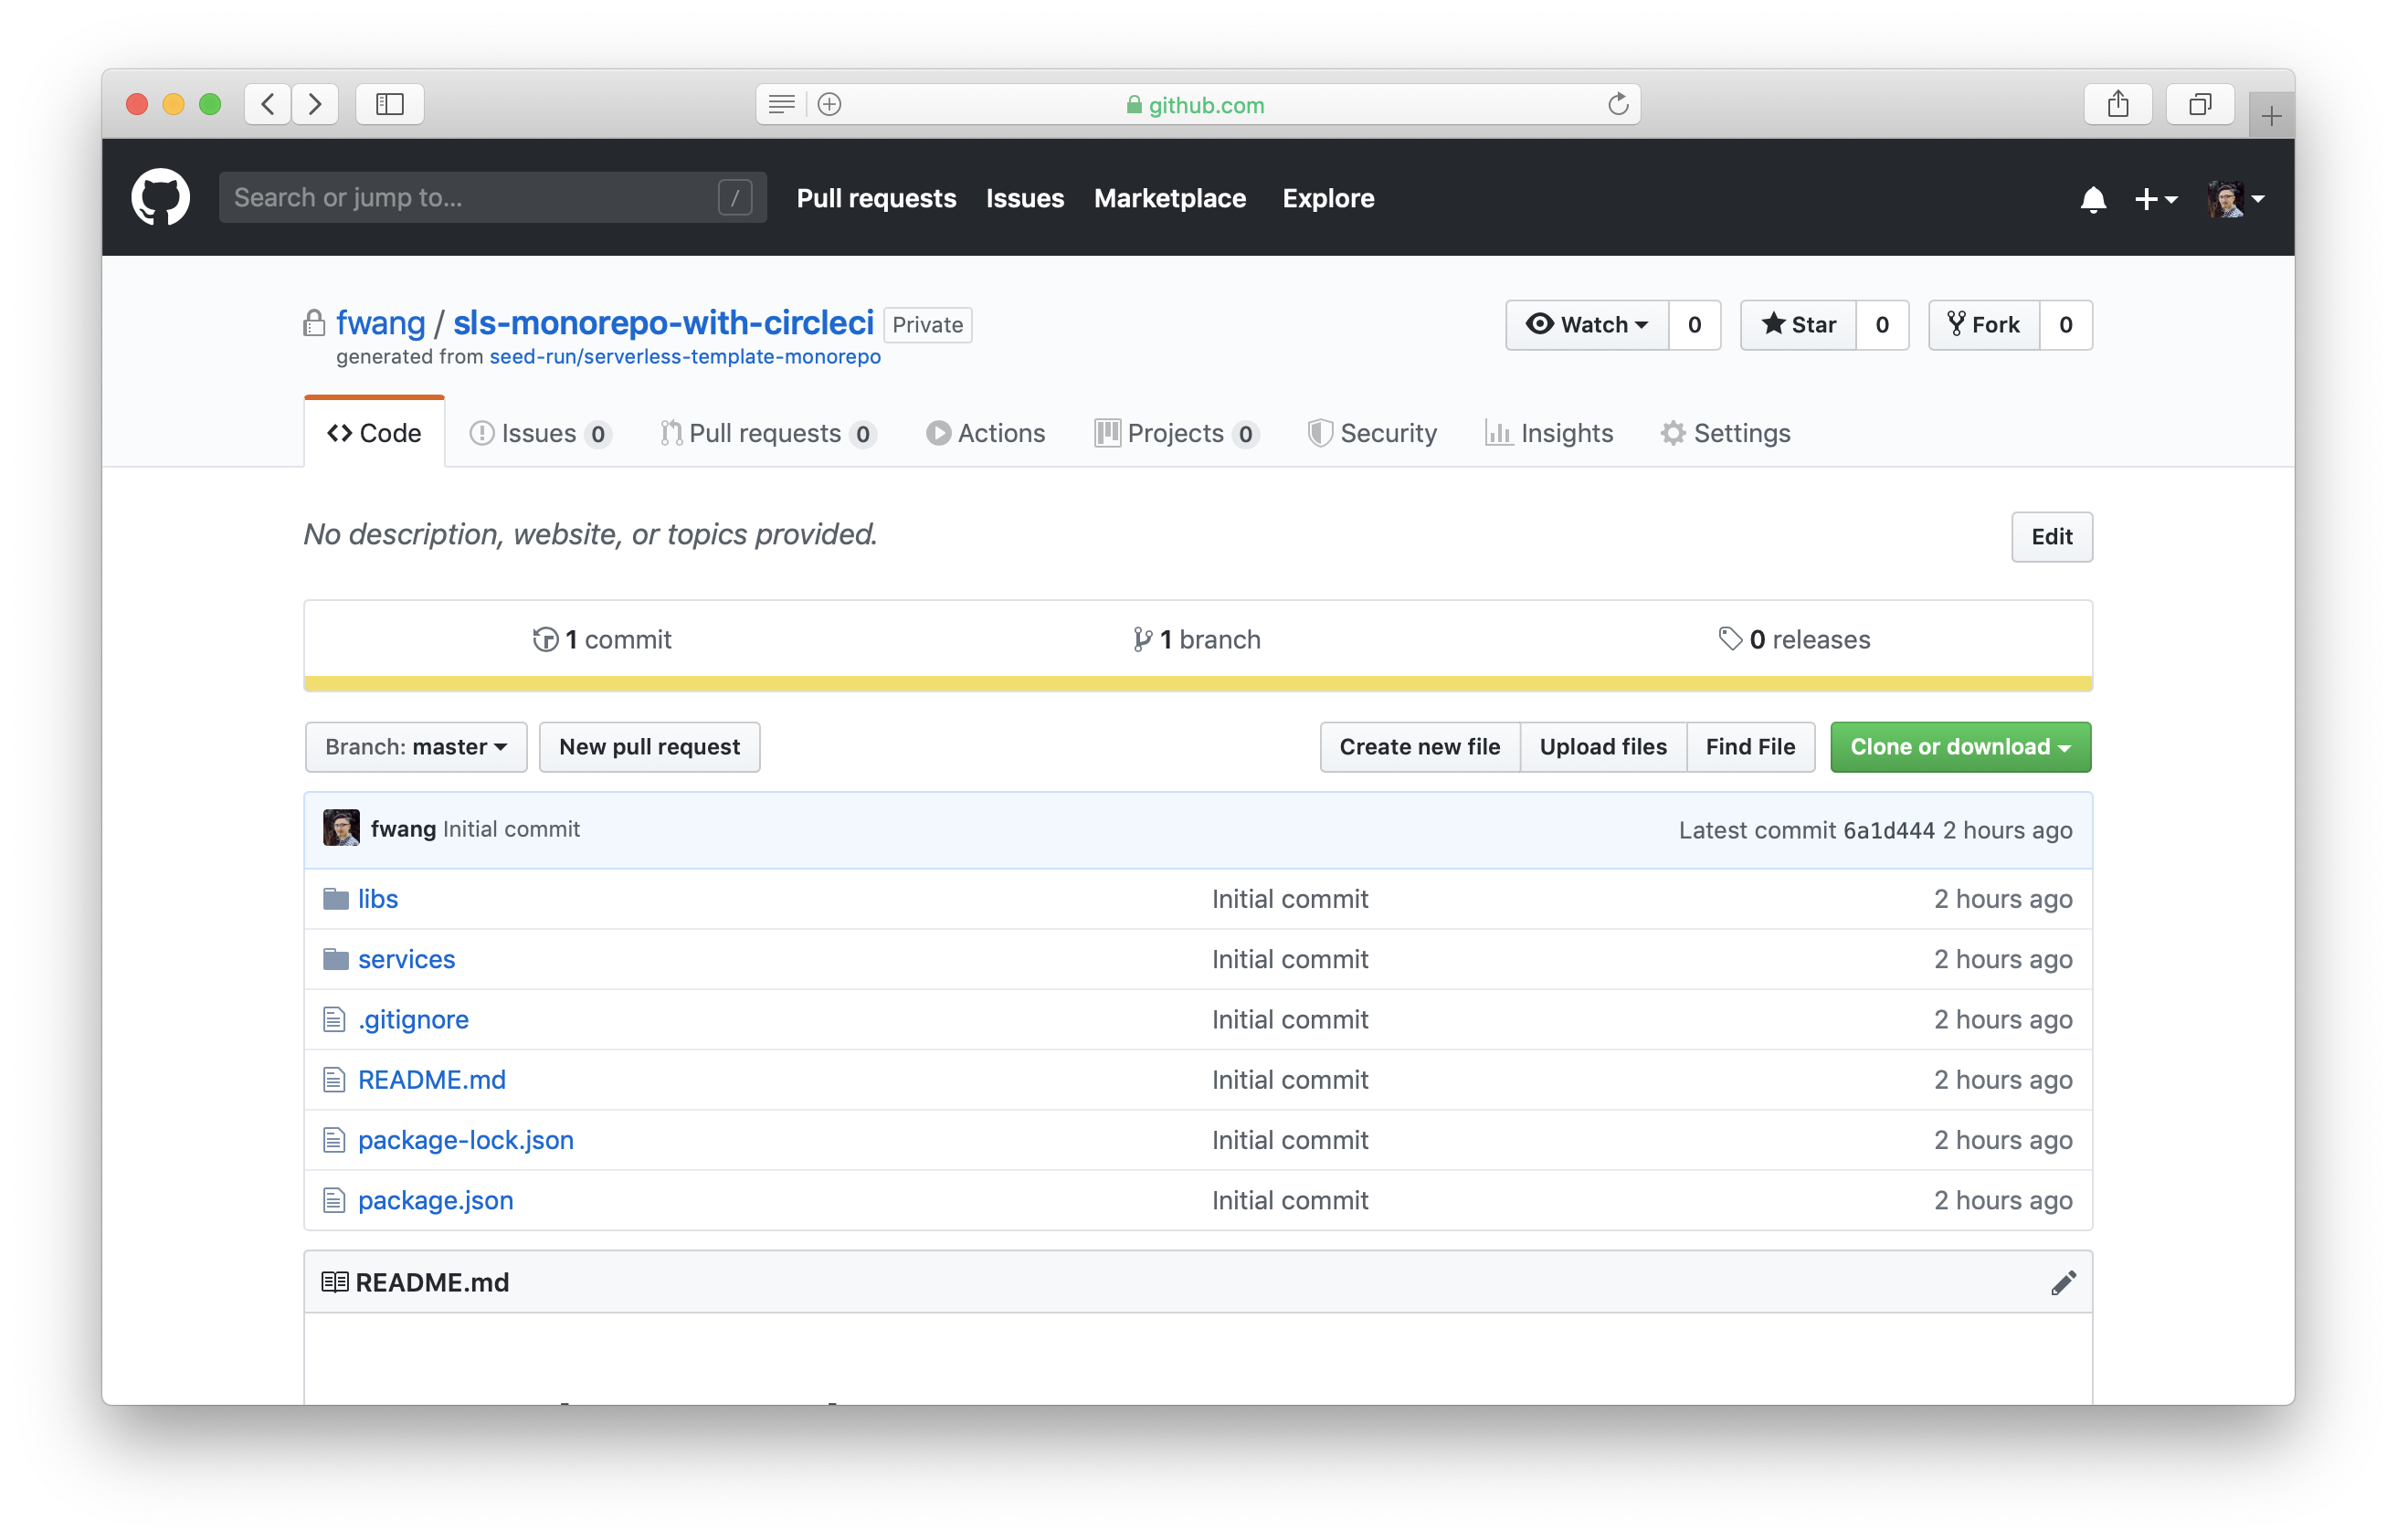 github.com
Search or jump to... / Pull requests Issues Marketplace Explore
fwang / sls-monorepo-with-circleci Private Watch 0 Star 0 Fork 0
generated from seed-run/serverless-template-monorepo
Code Issues 0 Pull requests 0 Actions Projects 0 Security Insights Settings
No description, website, or topics provided. Edit
1 commit 1 branch 0 releases
Branch: master New pull request Create new file Upload files Find File Clone or download
fwang Initial commit Latest commit 6a1d444 2 hours ago
libs Initial commit 2 hours ago
services Initial commit 2 hours ago
.gitignore Initial commit 2 hours ago
README.md Initial commit 2 hours ago
package-lock.json Initial commit 2 hours ago
package.json Initial commit 2 hours ago
README.md